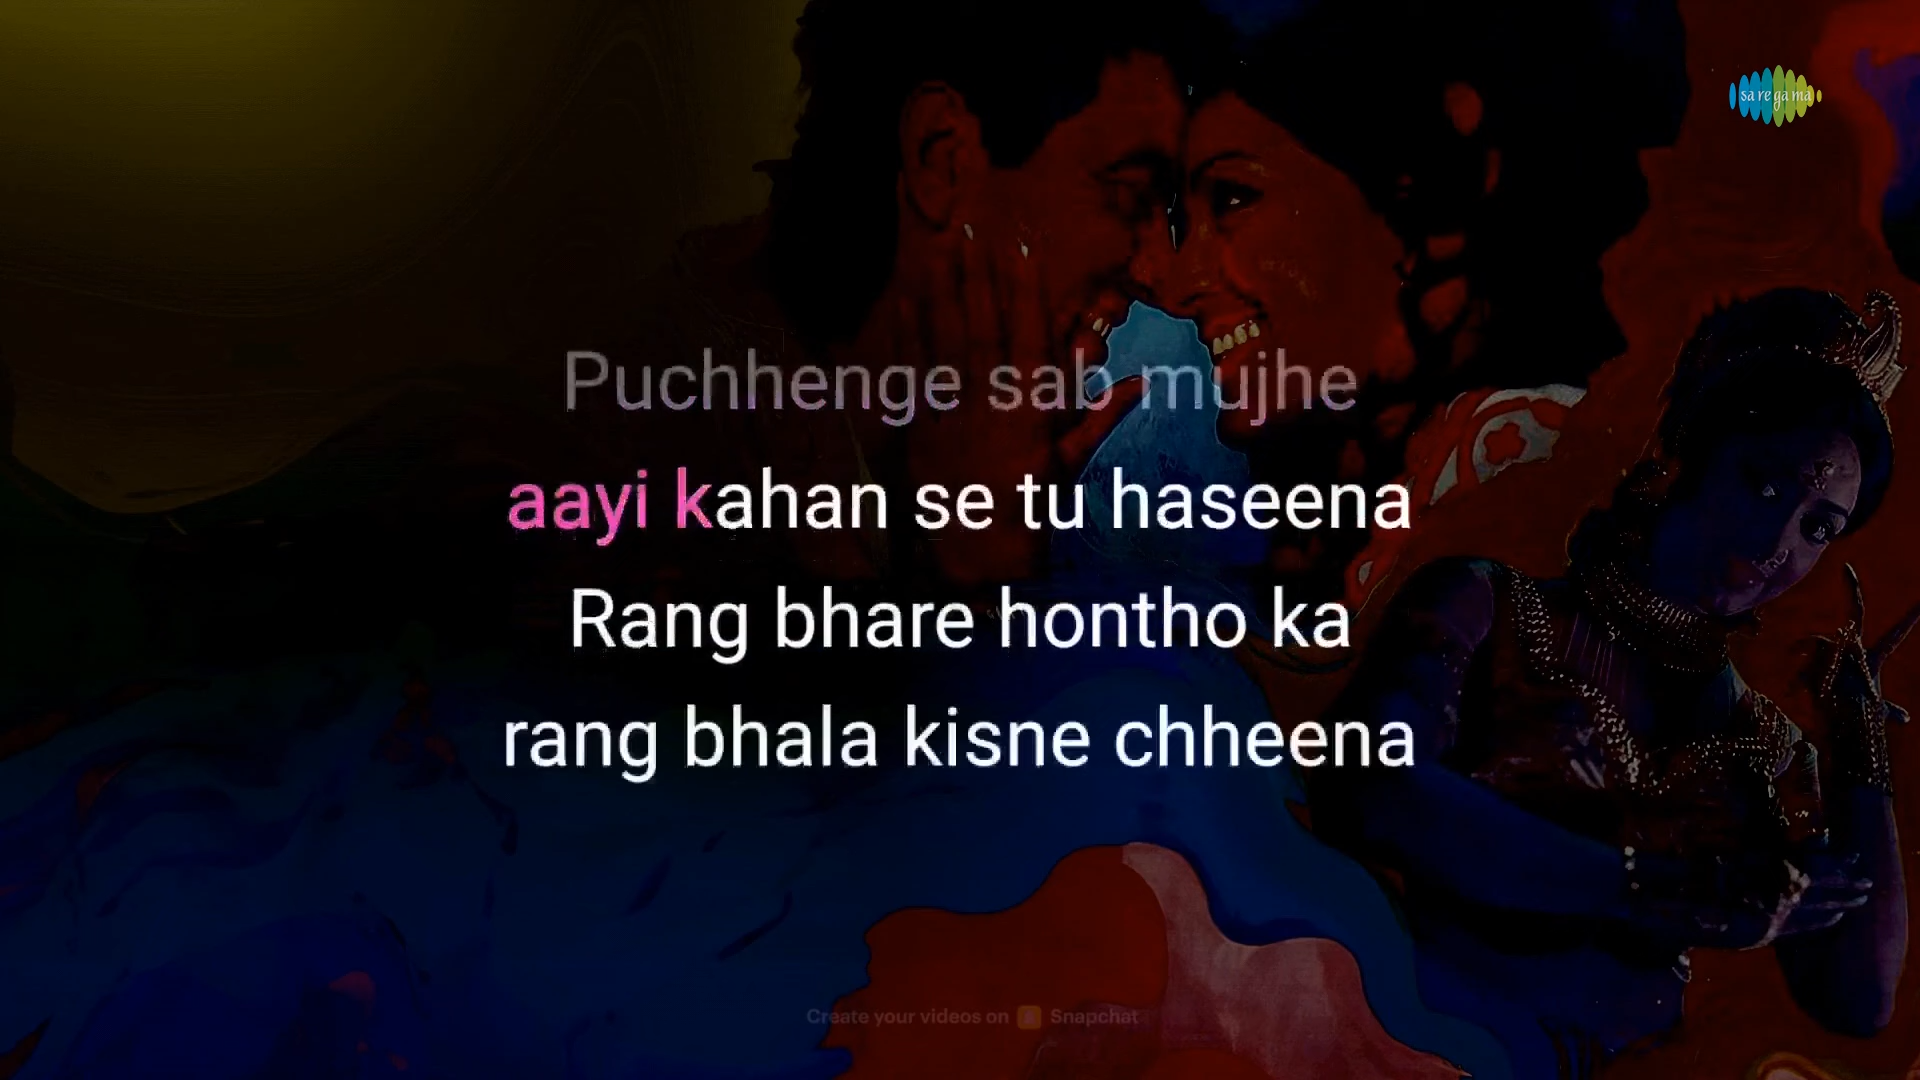 sa re ga ma
Puchhenge sab mujhe
aayi kahan se tu haseena
Rang bhare hontho ka
rang bhala kisne chheena
Create your videos on Snapchat